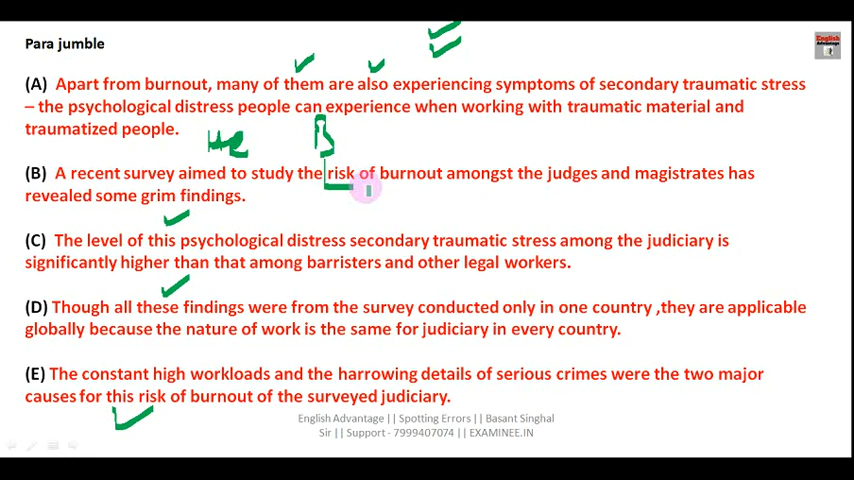 Para jumble
English
Advantage
(A) Apart from burnout, many of them are also experiencing symptoms of secondary traumatic stress
– the psychological distress people can experience when working with traumatic material and
traumatized people.
He B
(B) A recent survey aimed to study the risk of burnout amongst the judges and magistrates has
revealed some grim findings.
(C) The level of this psychological distress secondary traumatic stress among the judiciary is
significantly higher than that among barristers and other legal workers.
(D) Though all these findings were from the survey conducted only in one country ,they are applicable
globally because the nature of work is the same for judiciary in every country.
(E) The constant high workloads and the harrowing details of serious crimes were the two major
causes for this risk of burnout of the surveyed judiciary.
English Advantage || Spotting Errors || Basant Singhal
Sir || Support - 7999407074 || EXAMINEE.IN